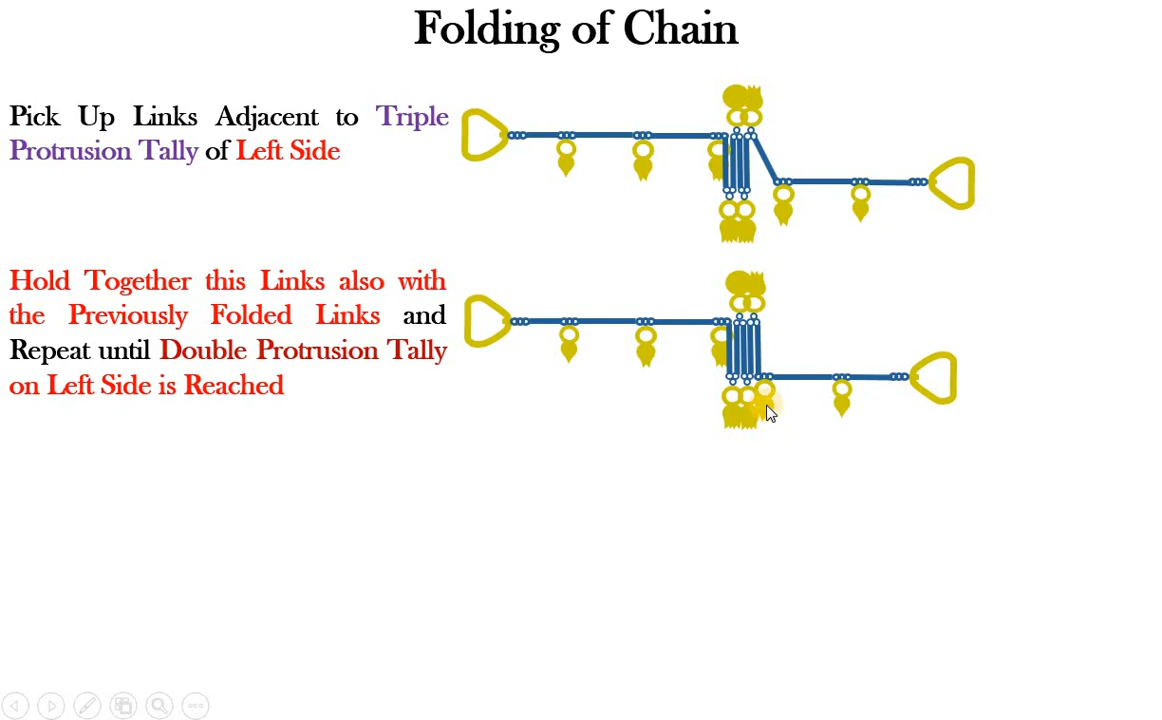 Folding of Chain
Pick Up Links Adjacent to Triple
Protrusion Tally of Left Side
Hold Together this Links also with
the Previously Folded Links and
Repeat until Double Protrusion Tally
on Left Side is Reached